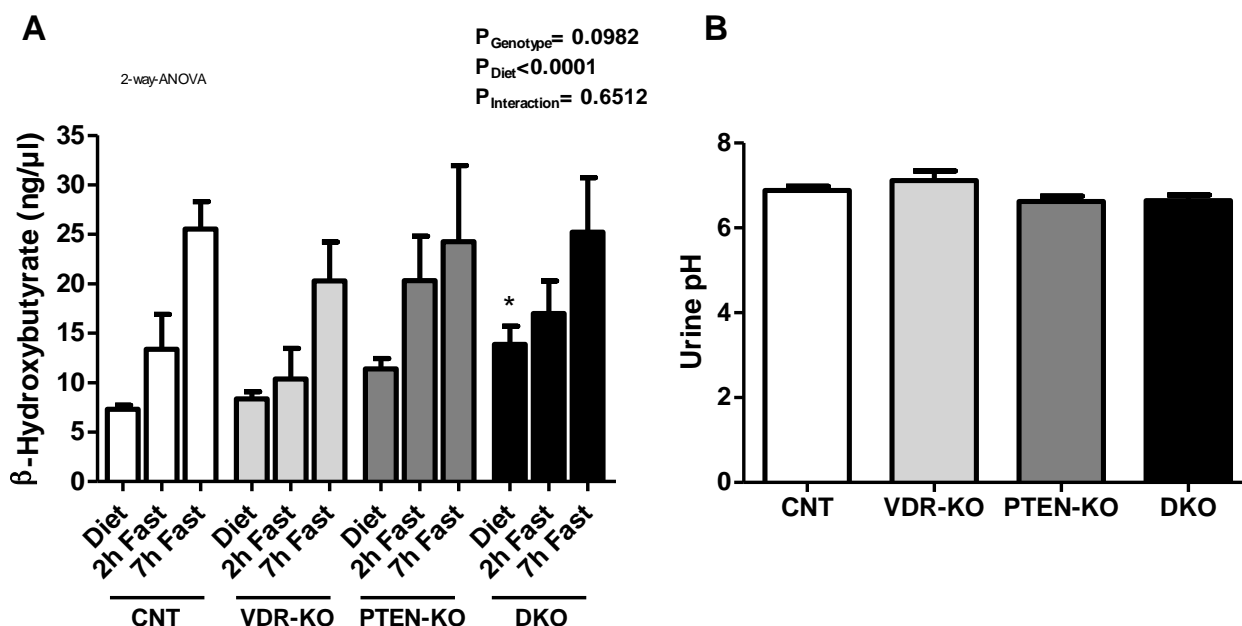 A
2-way-ANOVA
P Genotype= 0.0982
P Diet<0.0001
P Interaction= 0.6512
β-Hydroxybutyrate (ng/µl)
35
30
25
20
15
10
5
0
*
Diet
2h Fast
7h Fast
Diet
2h Fast
7h Fast
Diet
2h Fast
7h Fast
Diet
2h Fast
7h Fast
CNT VDR-KO PTEN-KO DKO
B
Urine pH
8
6
4
2
0
CNT VDR-KO PTEN-KO DKO